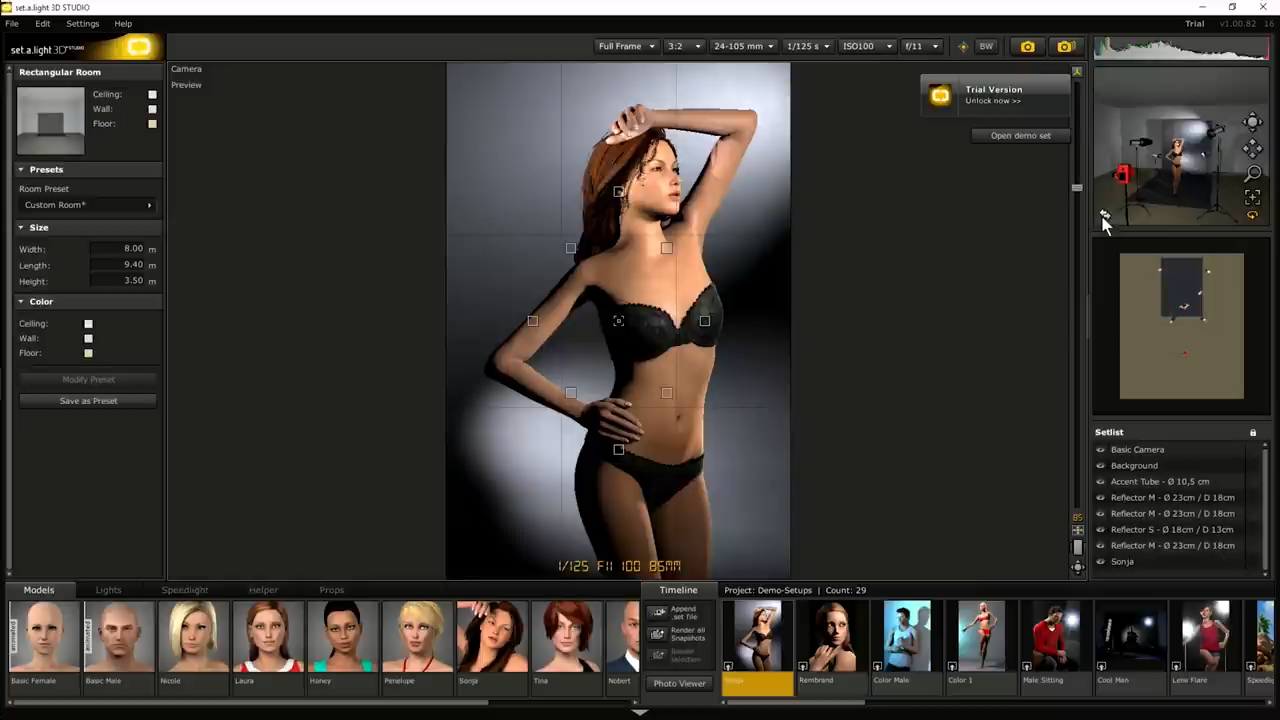 set.a.light 3D STUDIO
File Edit Settings Help
Trial v1.00.82 16
set.a.light 3D STUDIO
Full Frame 3:2 24-105 mm 1/125 s ISO100 f/11 BW
Rectangular Room
Ceiling:
Wall:
Floor:
Presets
Room Preset
Custom Room*
Size
Width: 8.00 m
Length: 9.40 m
Height: 3.50 m
Color
Ceiling:
Wall:
Floor:
Modify Preset
Save as Preset
Camera
Preview
Trial Version
Unlock now >>
Open demo set
85
1/125 F11 100 85MM
Setlist
Basic Camera
Background
Accent Tube - Ø 10,5 cm
Reflector M - Ø 23cm / D 18cm
Reflector M - Ø 23cm / D 18cm
Reflector S - Ø 18cm / D 13cm
Reflector M - Ø 23cm / D 18cm
Sonja
Models Lights Speedlight Helper Props
animated
Basic Female
animated
Basic Male
Nicole
Laura
Honey
Penelope
Sonja
Tina
Nobert
Timeline
Project: Demo-Setups | Count: 29
Append .set file
Render all Snapshots
Render selection
Photo Viewer
Rembrand
Color Male
Color 1
Male Sitting
Cool Man
Lens Flare